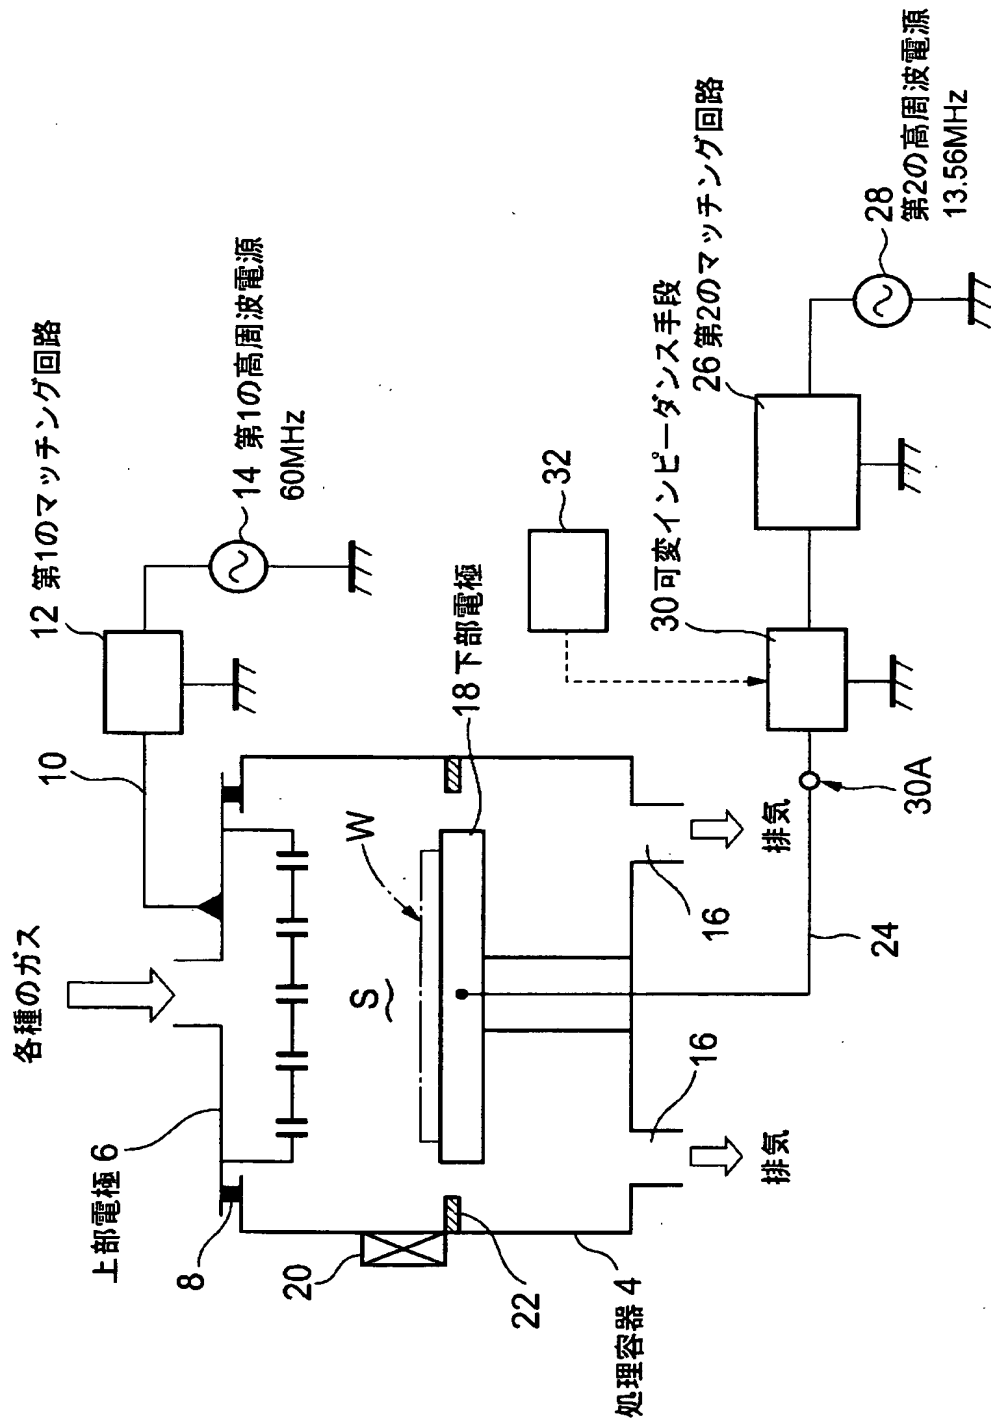 各種のガス
上部電極 6
8
10
12 第1のマッチング回路
14 第1の高周波電源
60MHz
20
22
処理容器 4
S
W
18 下部電極
16
排気
16
排気
24
30A
32
30 可変インピーダンス手段
26 第2のマッチング回路
28
第2の高周波電源
13.56MHz